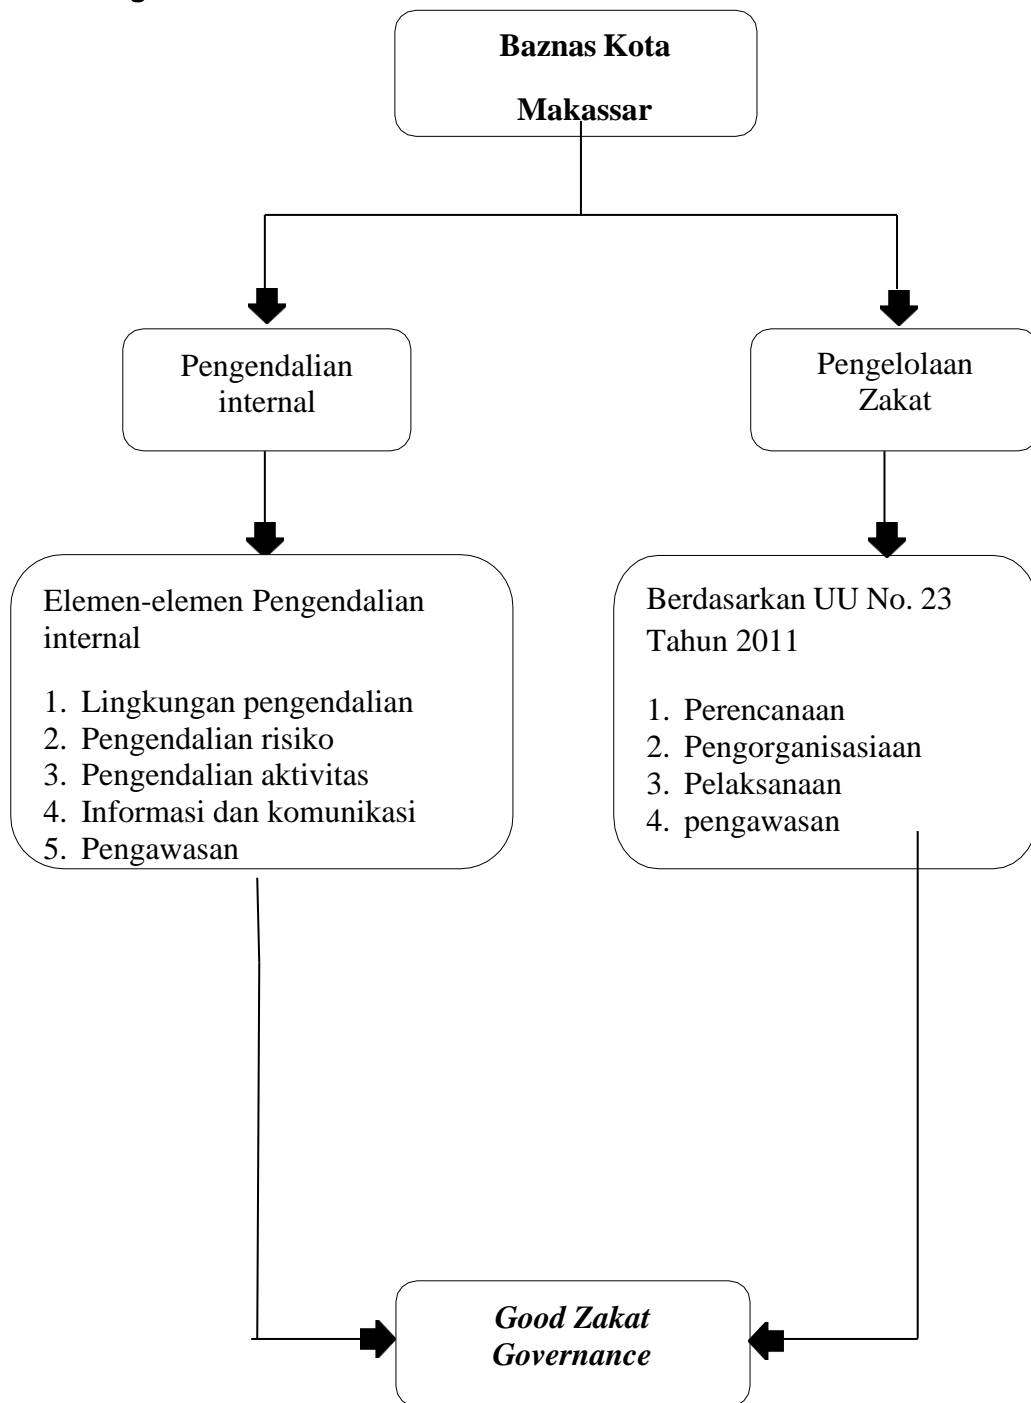 Baznas Kota
Makassar
Pengendalian
internal
Pengelolaan
Zakat
Elemen-elemen Pengendalian
internal
1. Lingkungan pengendalian
2. Pengendalian risiko
3. Pengendalian aktivitas
4. Informasi dan komunikasi
5. Pengawasan
Berdasarkan UU No. 23
Tahun 2011
1. Perencanaan
2. Pengorganisasiaan
3. Pelaksanaan
4. pengawasan
Good Zakat
Governance